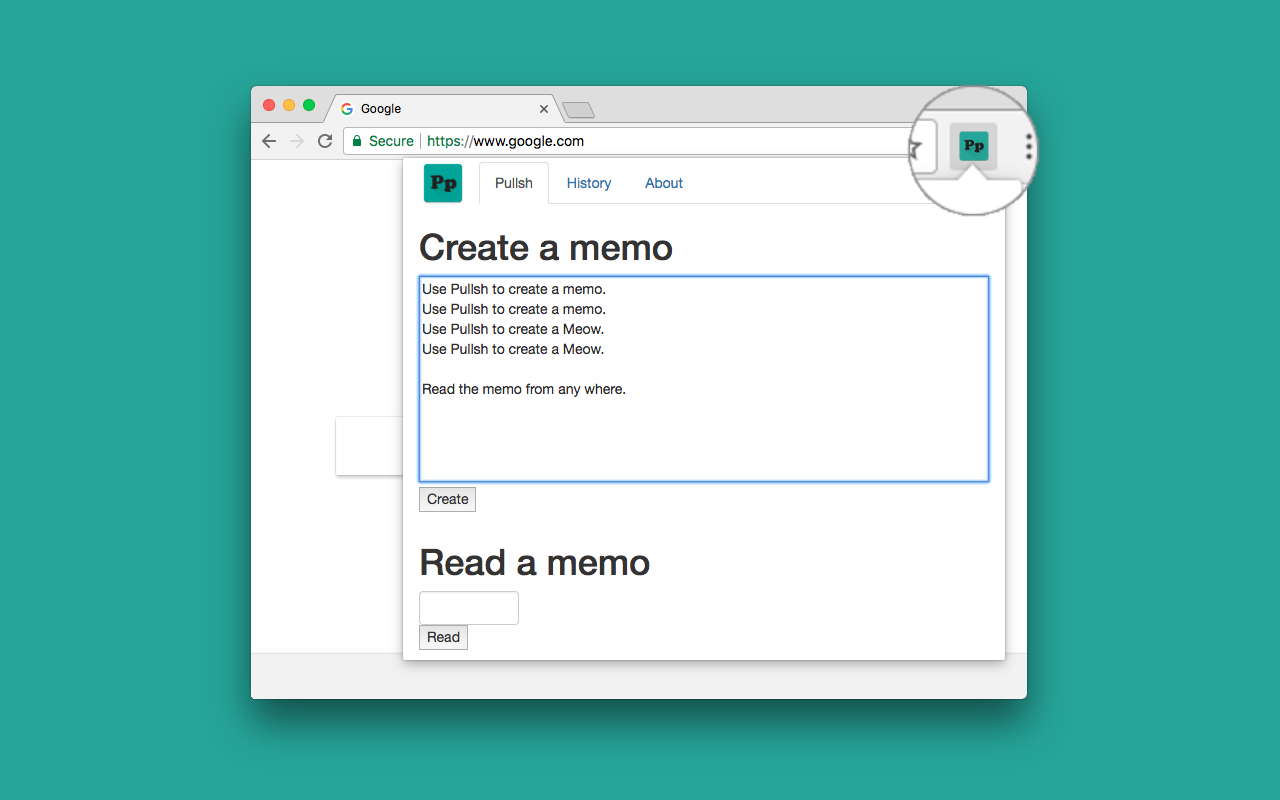 Google
Secure https://www.google.com
Pp
Pp Pullsh History About
Create a memo
Use Pullsh to create a memo.
Use Pullsh to create a memo.
Use Pullsh to create a Meow.
Use Pullsh to create a Meow.
Read the memo from any where.
Create
Read a memo
Read